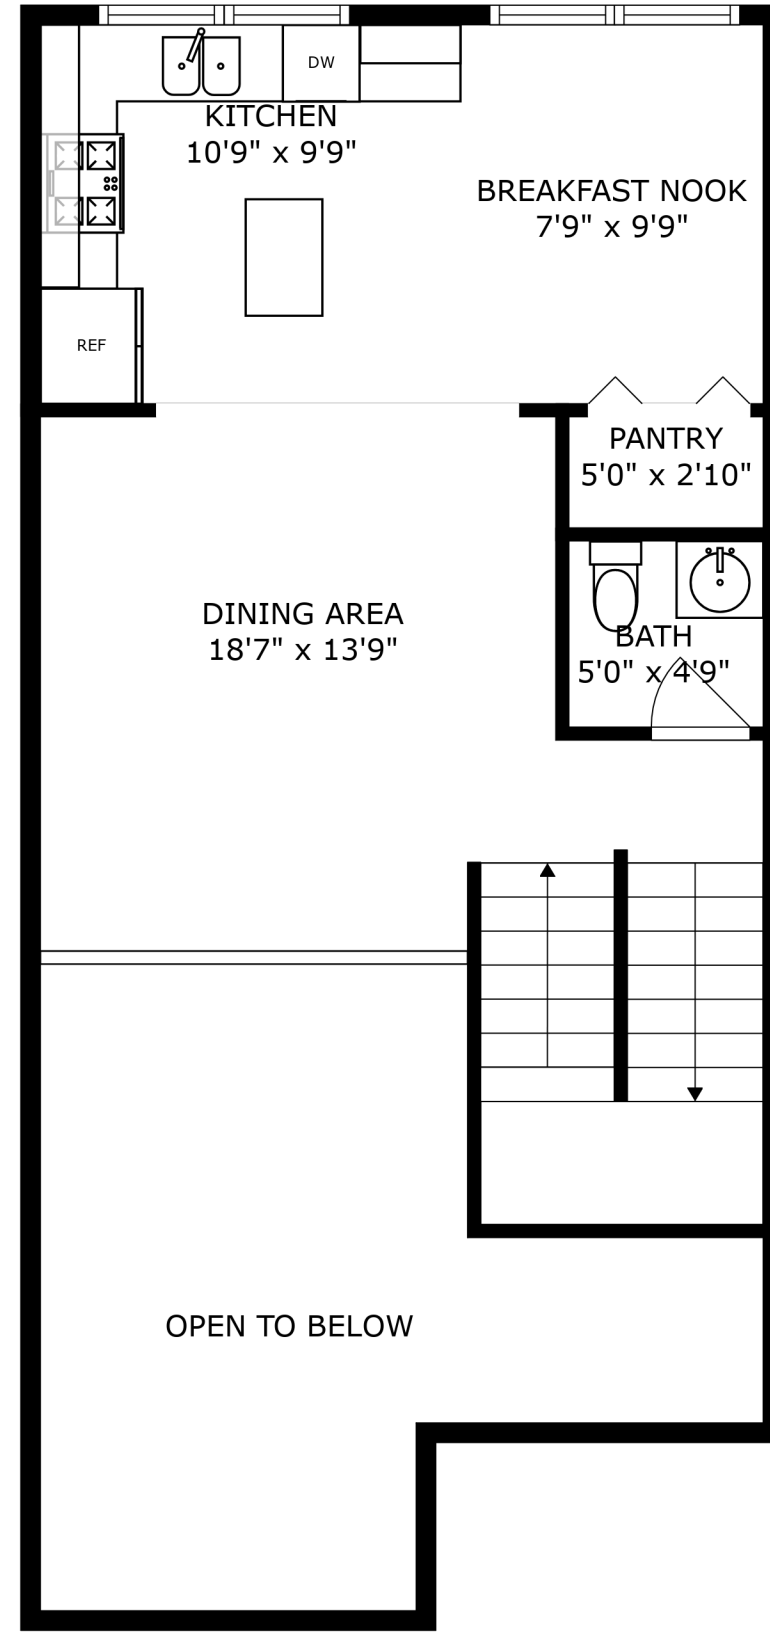 DW
KITCHEN
10'9" x 9'9"
BREAKFAST NOOK
7'9" x 9'9"
REF
PANTRY
5'0" x 2'10"
DINING AREA
18'7" x 13'9"
BATH
5'0" x 4'9"
OPEN TO BELOW